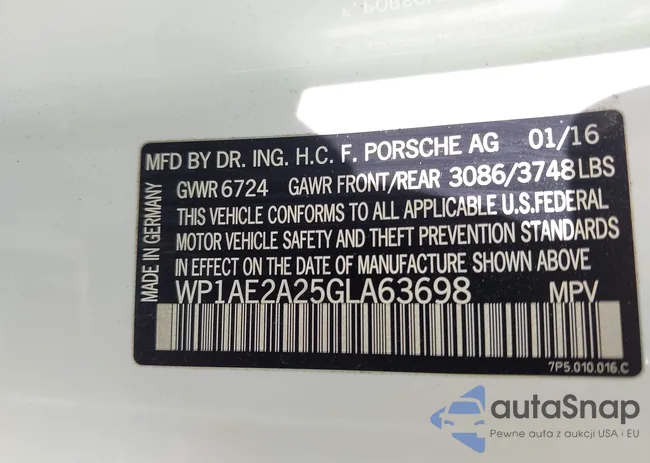 MFD BY DR. ING. H.C. F. PORSCHE AG 01/16
GWR 6724 GAWR FRONT/REAR 3086/3748 LBS
THIS VEHICLE CONFORMS TO ALL APPLICABLE U.S.FEDERAL
MOTOR VEHICLE SAFETY AND THEFT PREVENTION STANDARDS
IN EFFECT ON THE DATE OF MANUFACTURE SHOWN ABOVE.
WP1AE2A25GLA63698 MPV
7P5.010.016.C
MADE IN GERMANY
autoSnap
Pewne auta z aukcji USA i EU